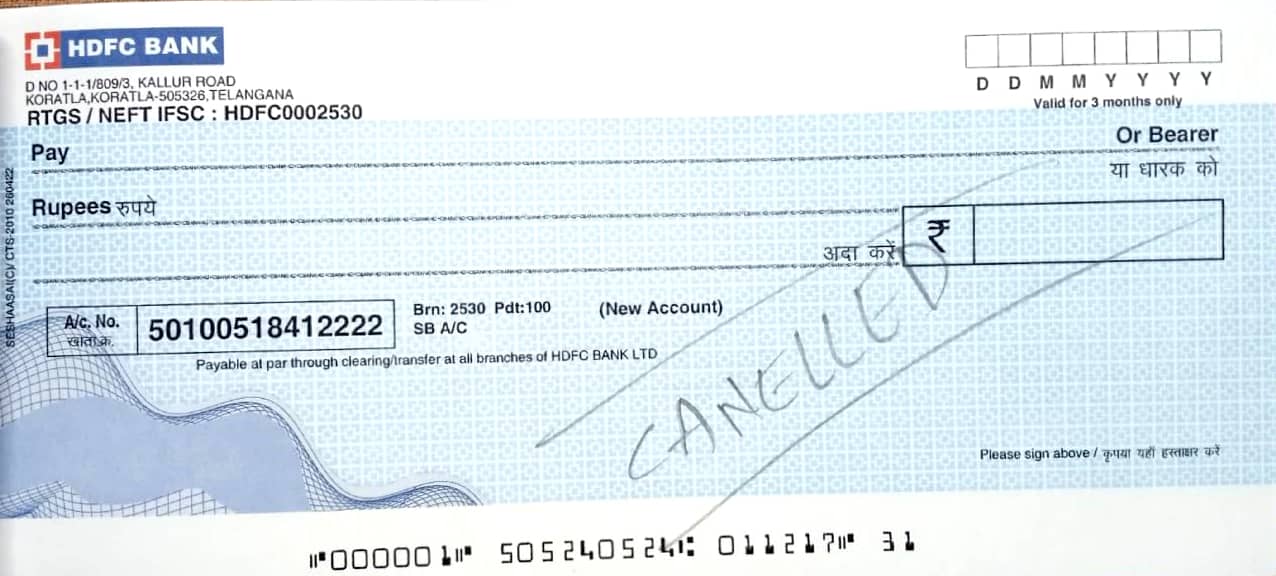 HDFC BANK
D NO 1-1-1/809/3, KALLUR ROAD
KORATLA,KORATLA-505326,TELANGANA
RTGS / NEFT IFSC : HDFC0002530
D D M M Y Y Y Y
Valid for 3 months only
Pay
Or Bearer
या धारक को
Rupees रुपये
अदा करें ₹
A/c. No.
खाता क्र.
50100518412222
Brn: 2530 Pdt:100 (New Account)
SB A/C
Payable at par through clearing/transfer at all branches of HDFC BANK LTD
CANELLED
Please sign above / कृपया यहाँ हस्ताक्षर करें
SESHAASAI(C)/ CTS-2010 260422
⑈000001⑈ 505240524⑆ 011217⑈ 31